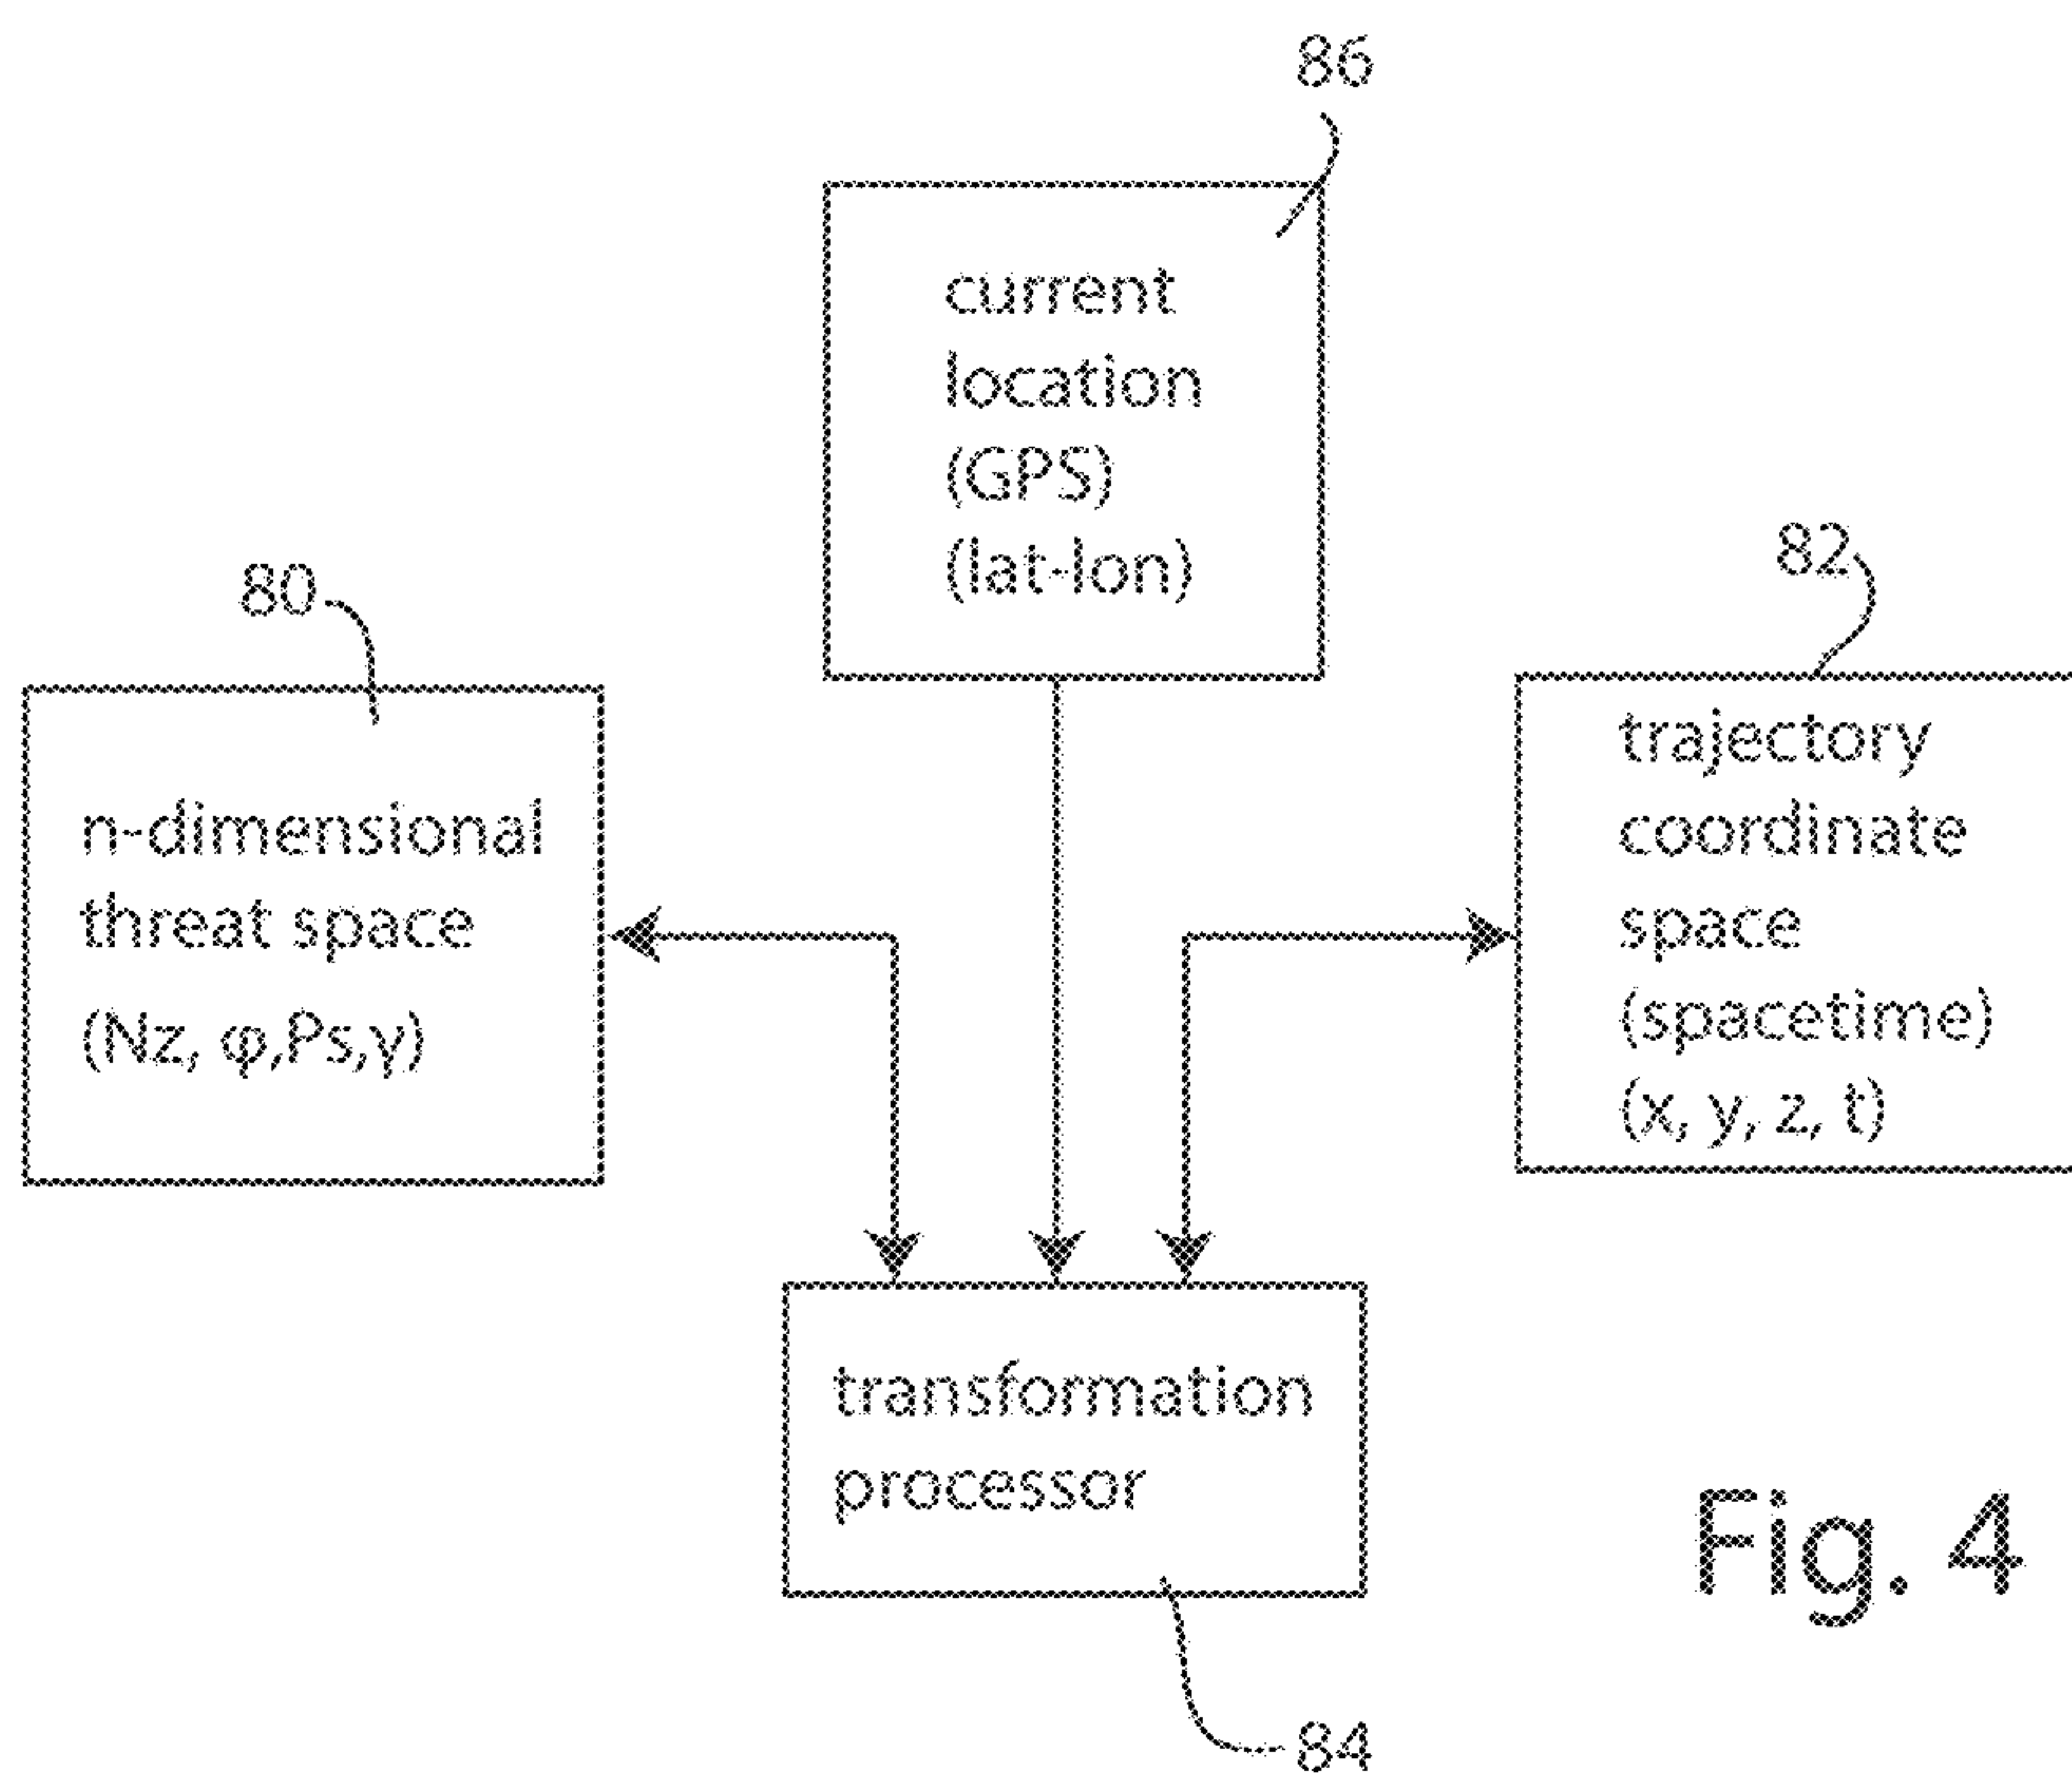 86
current
location
(GPS)
(lat-lon)
80
n-dimensional
threat space
(Nz, φ,Ps,γ)
82
trajectory
coordinate
space
(spacetime)
(x, y, z, t)
transformation
processor
84
Fig. 4